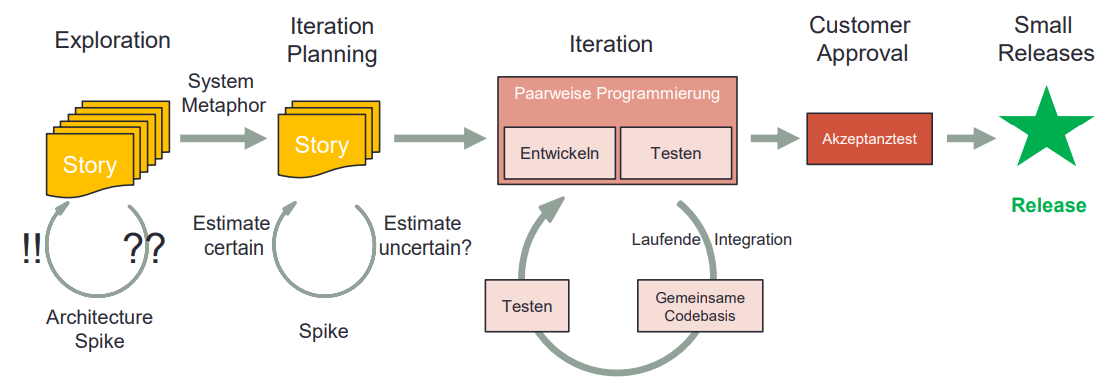 Exploration
Iteration
Planning
Iteration
Customer
Approval
Small
Releases
System
Metaphor
Story
Story
Paarweise Programmierung
Entwickeln
Testen
Akzeptanztest
Release
!!
??
Architecture
Spike
Estimate
certain
Estimate
uncertain?
Spike
Laufende Integration
Testen
Gemeinsame
Codebasis